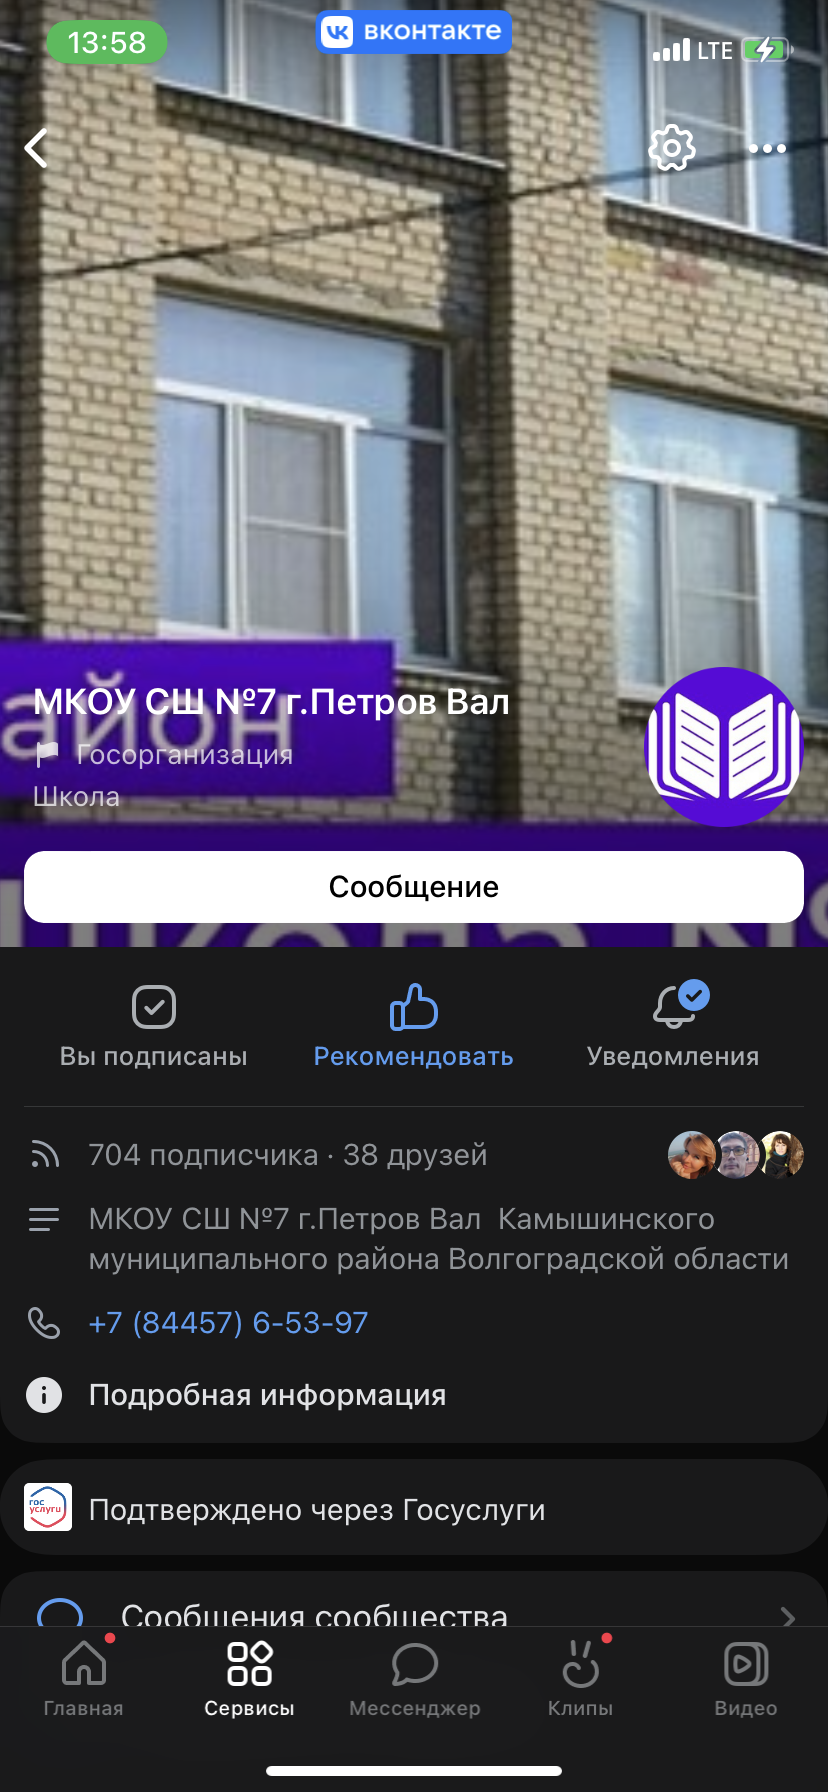 13:58
вконтакте
LTE
айон
МКОУ СШ №7 г.Петров Вал
Госорганизация
Школа
Сообщение
Вы подписаны
Рекомендовать
Уведомления
704 подписчика · 38 друзей
МКОУ СШ №7 г.Петров Вал Камышинского
муниципального района Волгоградской области
+7 (84457) 6-53-97
Подробная информация
гос
услуги
Подтверждено через Госуслуги
Сообщения сообщества
Главная
Сервисы
Мессенджер
Клипы
Видео